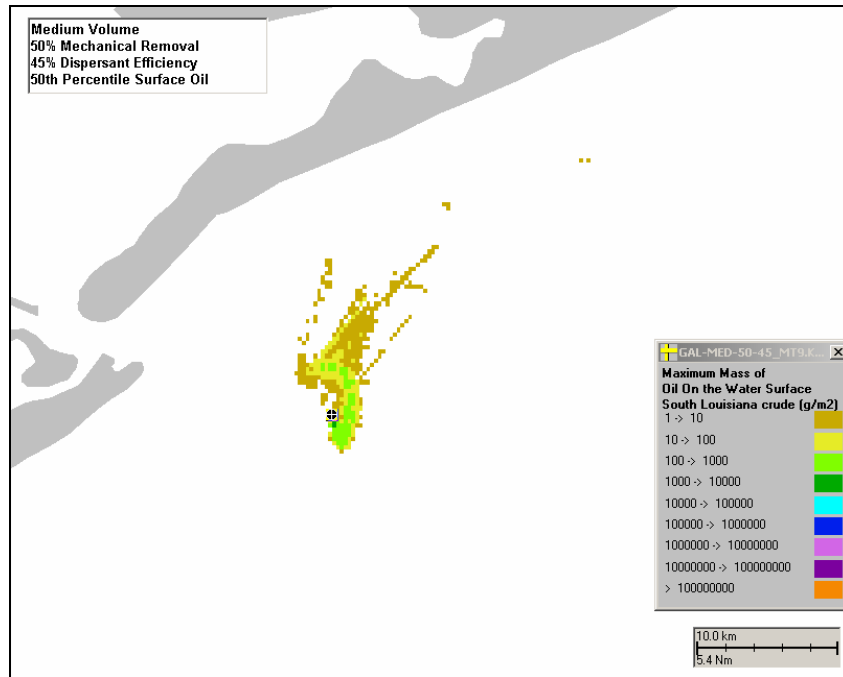 Medium Volume
50% Mechanical Removal
45% Dispersant Efficiency
50th Percentile Surface Oil
GAL-MED-50-45_MT9.K...
Maximum Mass of
Oil On the Water Surface
South Louisiana crude (g/m2)
1 -> 10
10 -> 100
100 -> 1000
1000 -> 10000
10000 -> 100000
100000 -> 1000000
1000000 -> 10000000
10000000 -> 100000000
> 100000000
10.0 km
5.4 Nm